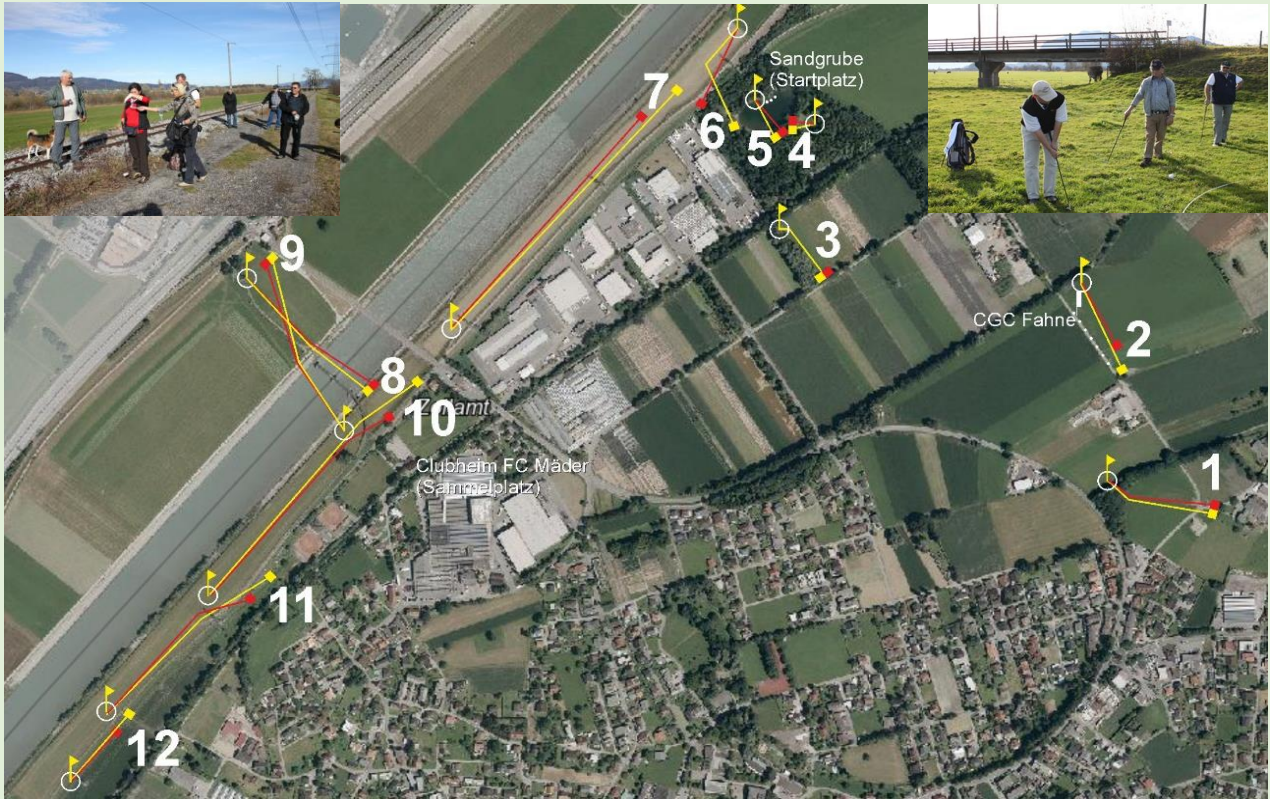 Sandgrube
(Startplatz)
7
6
5
4
3
9
CGC Fahne
2
8
10
Clubheim FC Mäder
(Sammelplatz)
1
11
12